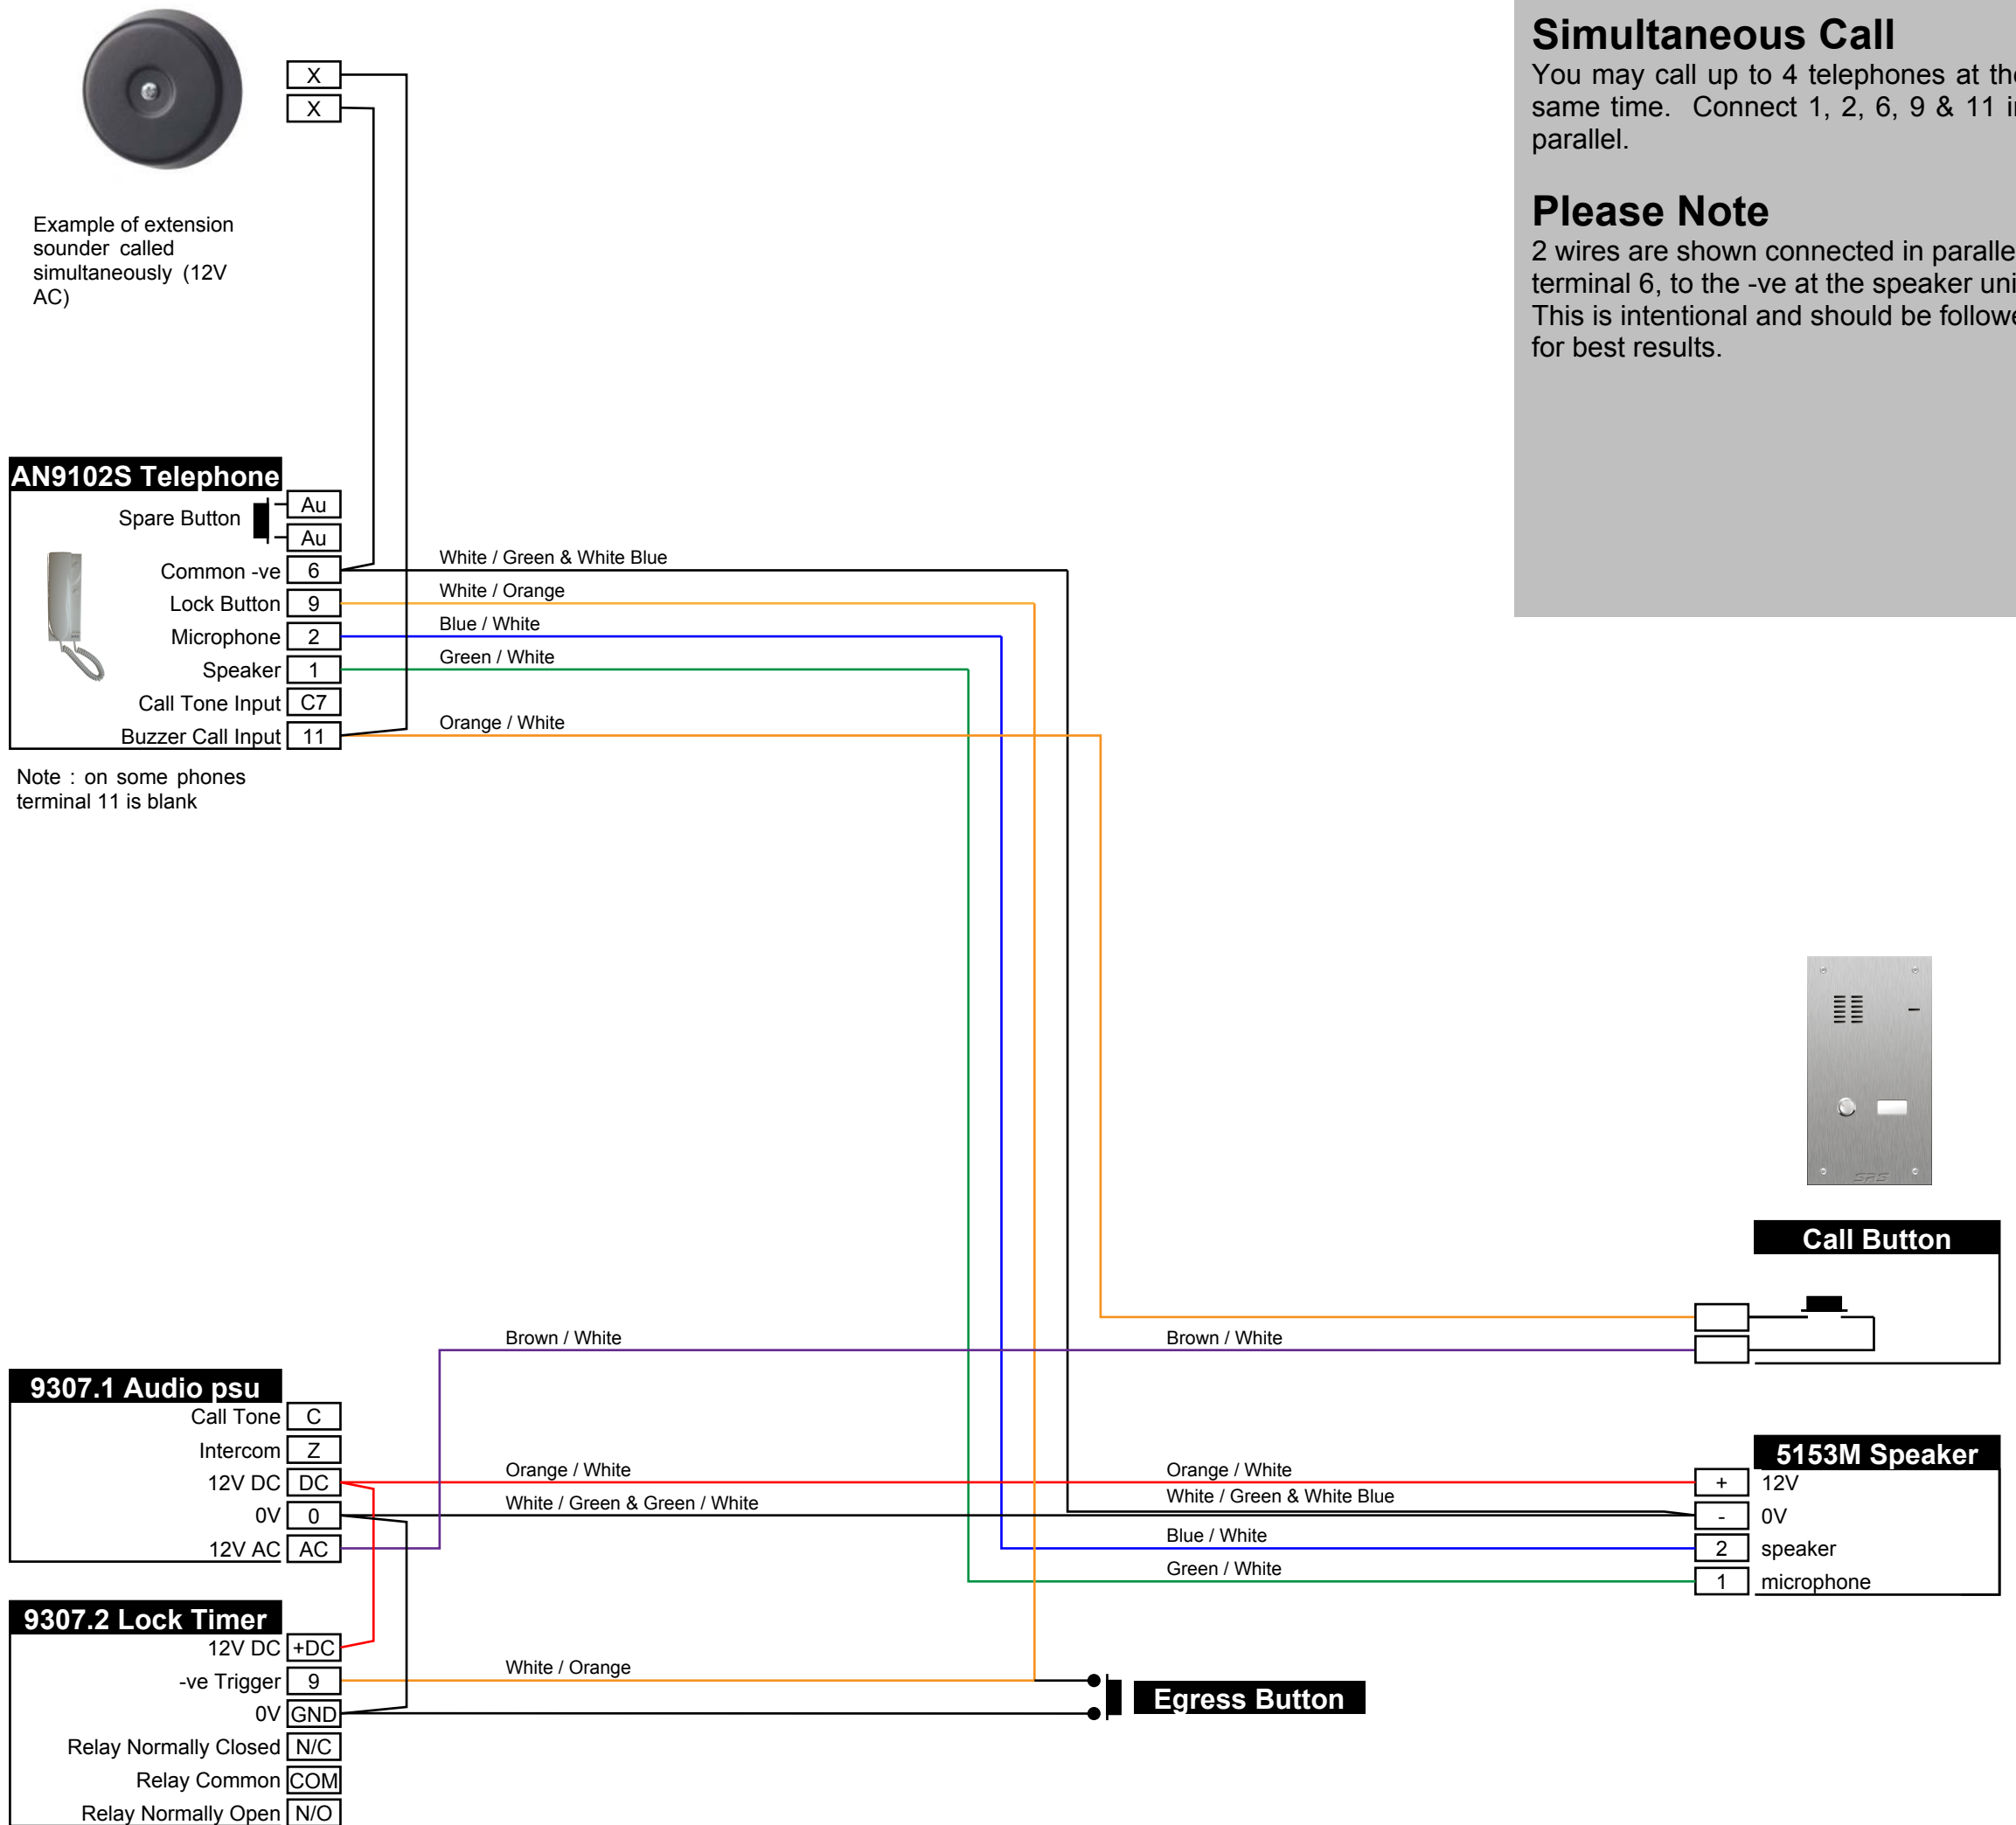 Simultaneous Call
You may call up to 4 telephones at the
same time. Connect 1, 2, 6, 9 & 11 in
parallel.
Please Note
2 wires are shown connected in parallel
terminal 6, to the -ve at the speaker unit
This is intentional and should be followed
for best results.
X
X
Example of extension
sounder called
simultaneously (12V
AC)
AN9102S Telephone
Spare Button Au
Au
Common -ve 6
Lock Button 9
Microphone 2
Speaker 1
Call Tone Input C7
Buzzer Call Input 11
White / Green & White Blue
White / Orange
Blue / White
Green / White
Orange / White
Note : on some phones
terminal 11 is blank
SRS
Call Button
Brown / White
Brown / White
9307.1 Audio psu
Call Tone C
Intercom Z
12V DC DC
0V 0
12V AC AC
Orange / White
White / Green & Green / White
Orange / White
White / Green & White Blue
Blue / White
Green / White
5153M Speaker
+ 12V
- 0V
2 speaker
1 microphone
9307.2 Lock Timer
12V DC +DC
-ve Trigger 9
0V GND
Relay Normally Closed N/C
Relay Common COM
Relay Normally Open N/O
White / Orange
Egress Button